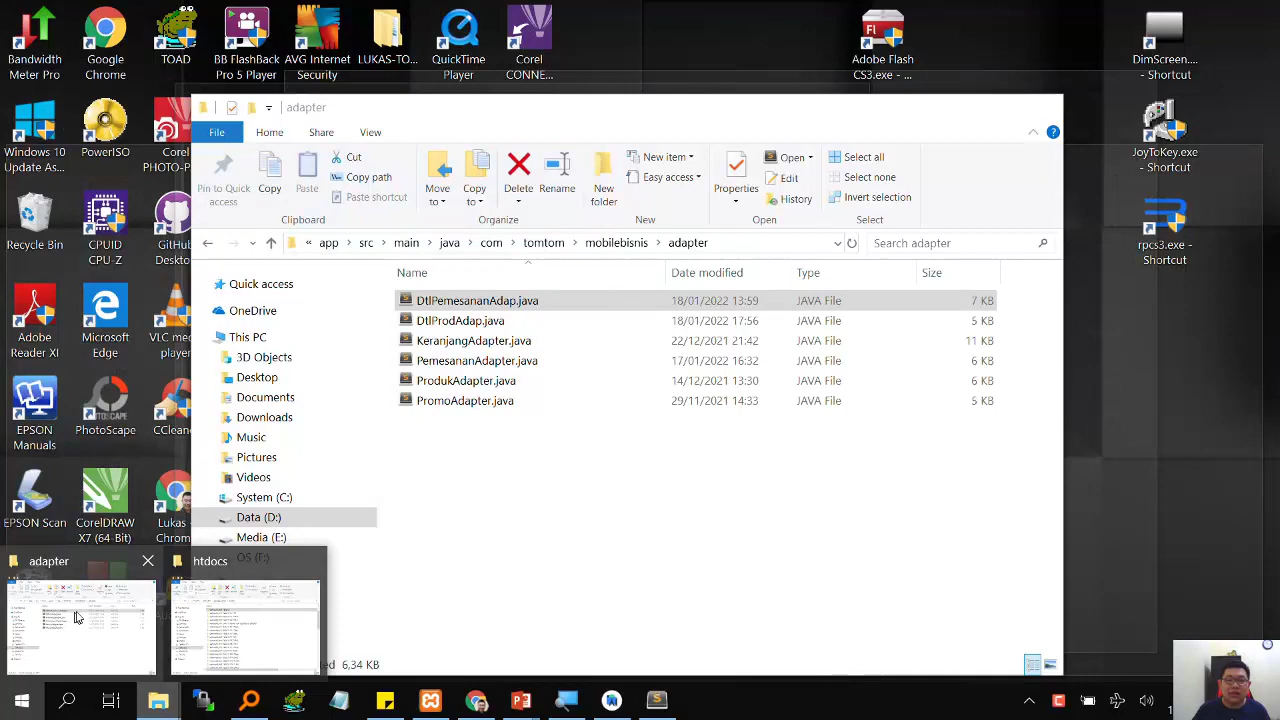 Bandwidth
Meter Pro
Google
Chrome
TOAD
BB FlashBack
Pro 5 Player
AVG Internet
Security
LUKAS-TO...
QuickTime
Player
Corel
CONNE...
Adobe Flash
CS3.exe - ...
DimScreen...
- Shortcut
Windows 10
Update As...
PowerISO
Corel
PHOTO-P
JoyToKey.exe
- Shortcut
Recycle Bin
CPUID
CPU-Z
GitHub
Deskto
rpcs3.exe -
Shortcut
Adobe
Reader XI
Microsoft
Edge
VLC med
player
EPSON
Manuals
PhotoScape
CClean
EPSON Scan
CorelDRAW
X7 (64-Bit)
Lukas
Chrom
adapter
File
Home
Share
View
Pin to Quick
access
Copy
Paste
Cut
Copy path
Paste shortcut
Clipboard
Move
to
Copy
to
Delete
Rename
Organize
New
folder
New item
Easy access
New
Properties
Open
Edit
History
Open
Select all
Select none
Invert selection
Select
« app > src > main > java > com > tomtom > mobilebisnis > adapter
Search adapter
Name Date modified Type Size
DtlPemesananAdap.java 18/01/2022 13:59 JAVA File 7 KB
DtlProdAdap.java 18/01/2022 17:56 JAVA File 5 KB
KeranjangAdapter.java 22/12/2021 21:42 JAVA File 11 KB
PemesananAdapter.java 17/01/2022 16:32 JAVA File 6 KB
ProdukAdapter.java 14/12/2021 13:30 JAVA File 6 KB
PromoAdapter.java 29/11/2021 14:33 JAVA File 5 KB
Quick access
OneDrive
This PC
3D Objects
Desktop
Documents
Downloads
Music
Pictures
Videos
System (C:)
Data (D:)
Media (E:)
OS (F:)
adapter
htdocs
6.34 KB